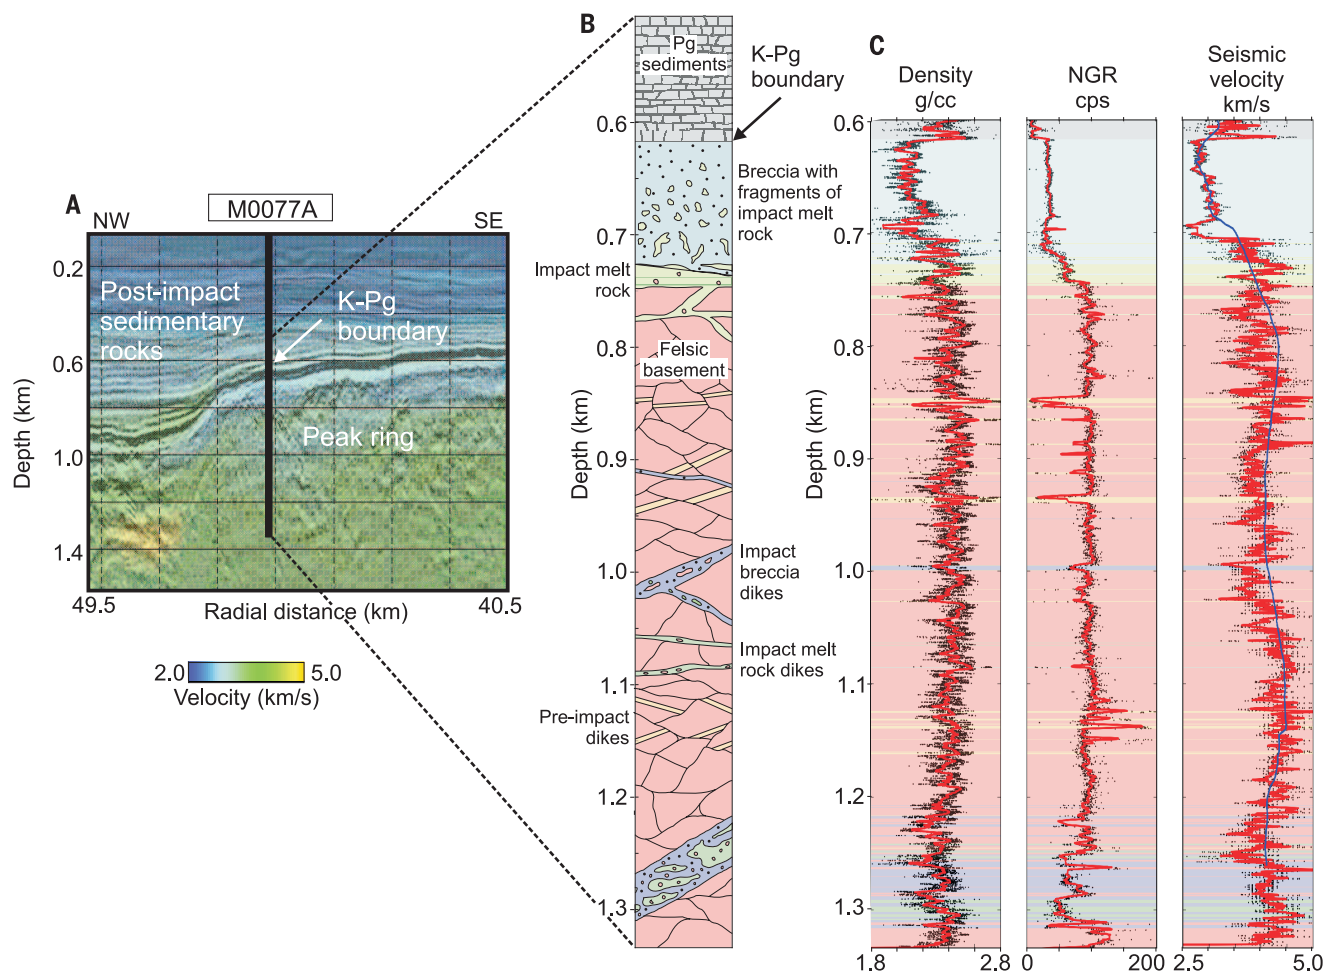 A
NW
M0077A
SE
0.2
0.6
1.0
1.4
Depth (km)
Post-impact
sedimentary
rocks
K-Pg
boundary
Peak ring
49.5
Radial distance (km)
40.5
2.0
5.0
Velocity (km/s)
B
Pg
sediments
K-Pg
boundary
0.6
0.7
0.8
0.9
1.0
1.1
1.2
1.3
Depth (km)
Breccia with
fragments of
impact melt
rock
Impact melt
rock
Felsic
basement
Impact
breccia
dikes
Impact melt
rock dikes
Pre-impact
dikes
C
Density
g/cc
NGR
cps
Seismic
velocity
km/s
0.6
0.7
0.8
0.9
1.0
1.1
1.2
1.3
Depth (km)
1.8
2.8
0
200
2.5
5.0